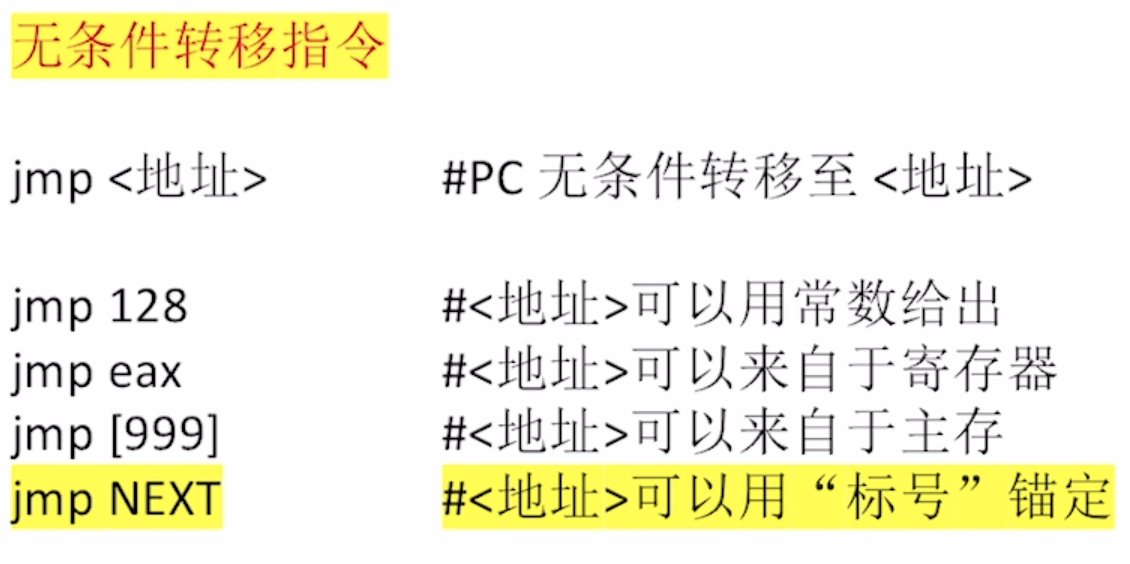 无条件转移指令
jmp <地址> #PC 无条件转移至 <地址>
jmp 128 #<地址>可以用常数给出
jmp eax #<地址>可以来自于寄存器
jmp [999] #<地址>可以来自于主存
jmp NEXT #<地址>可以用“标号”锚定